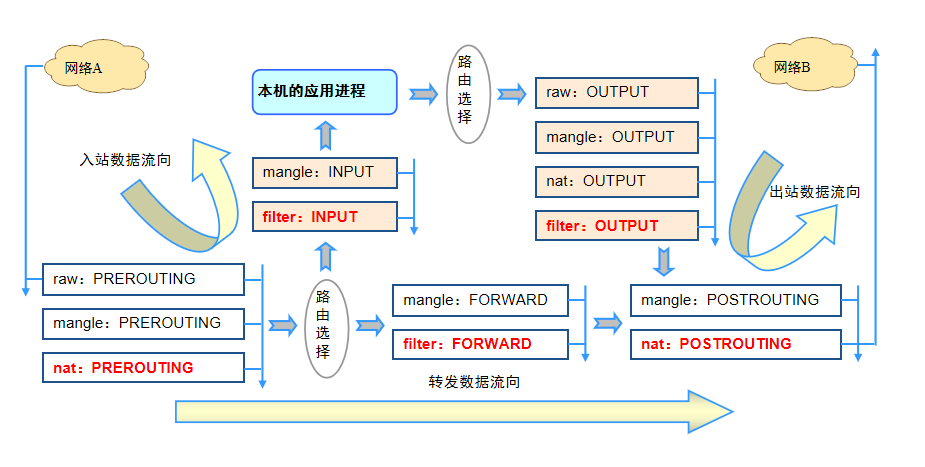 网络A
网络B
本机的应用进程
路由选择
raw：OUTPUT
mangle：OUTPUT
nat：OUTPUT
filter：OUTPUT
入站数据流向
mangle：INPUT
filter：INPUT
出站数据流向
raw：PREROUTING
mangle：PREROUTING
nat：PREROUTING
路由选择
mangle：FORWARD
filter：FORWARD
mangle：POSTROUTING
nat：POSTROUTING
转发数据流向